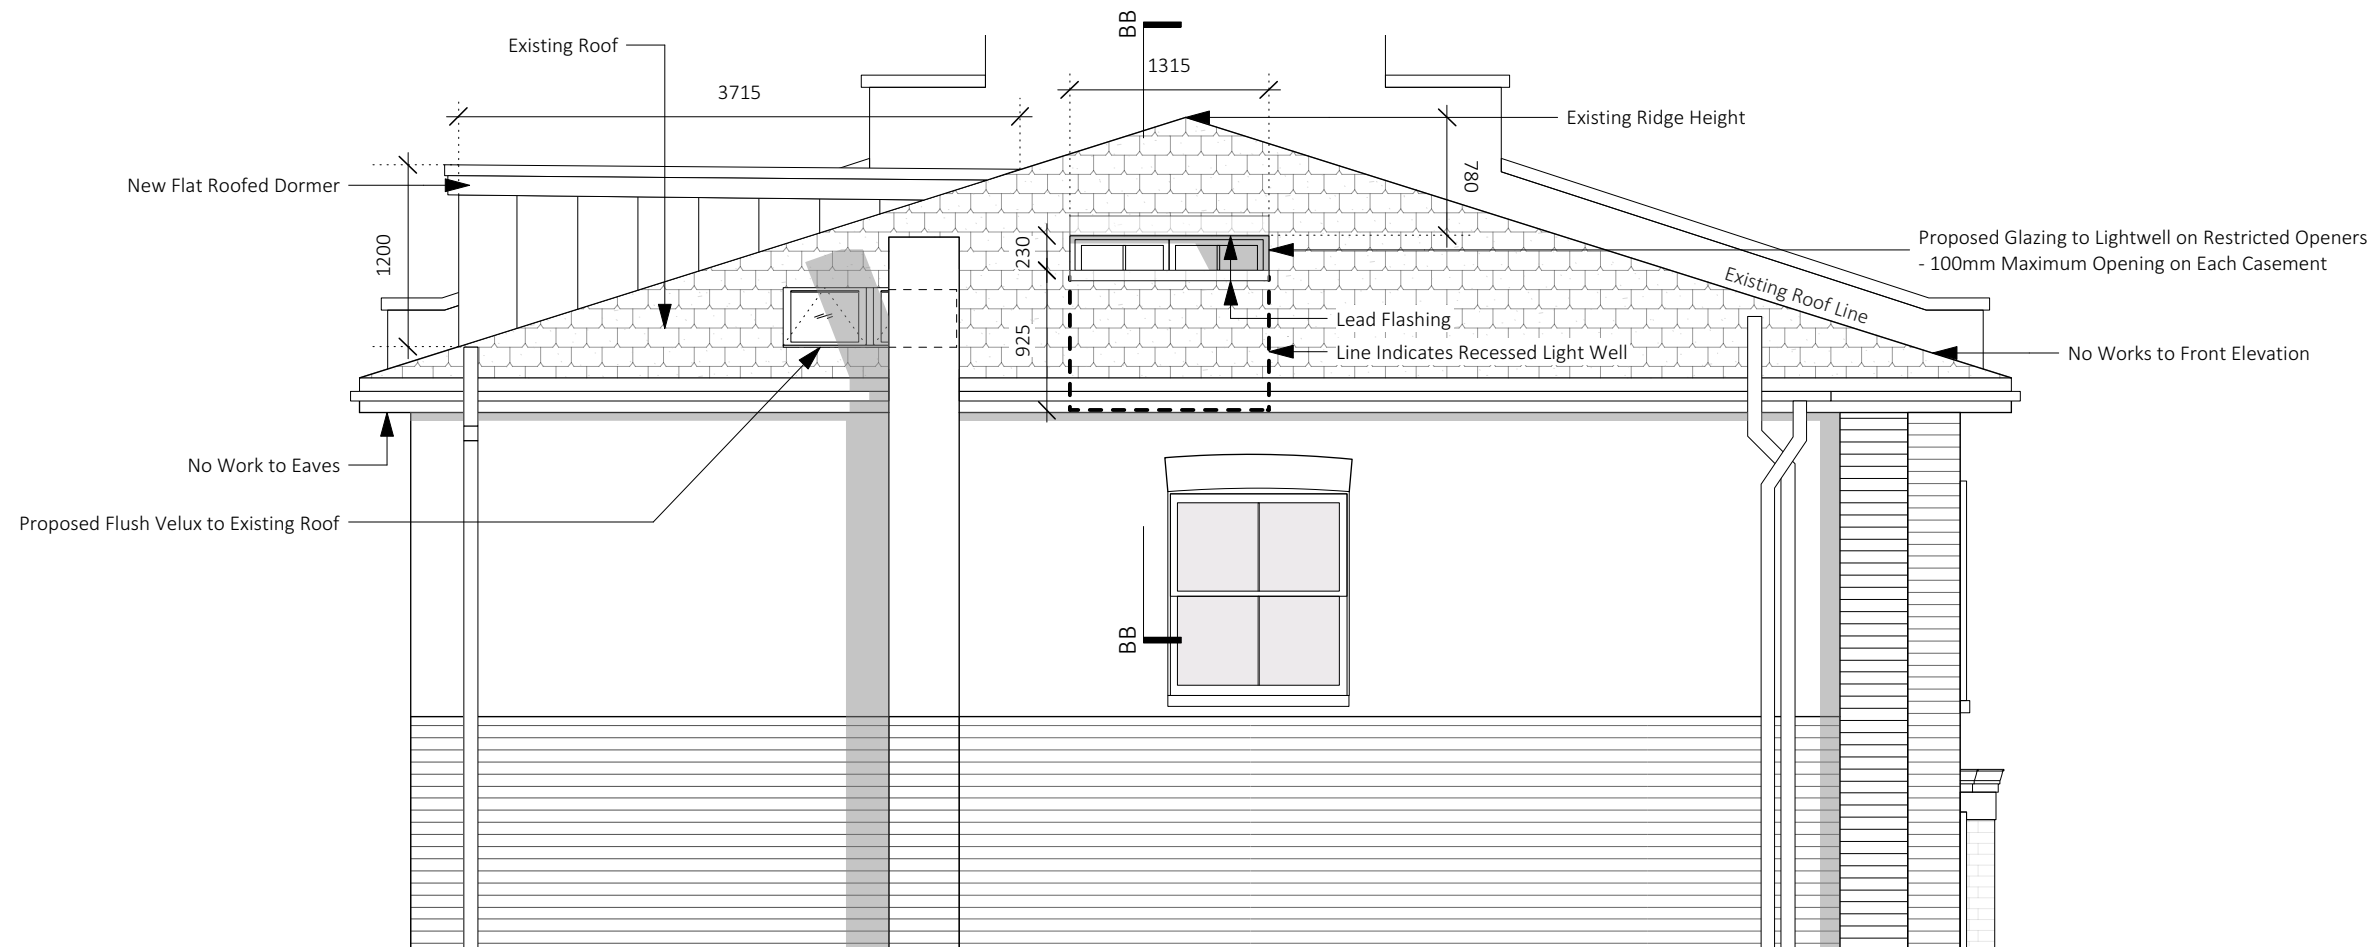 BB
Existing Roof
1315
3715
Existing Ridge Height
780
New Flat Roofed Dormer
1200
230
Proposed Glazing to Lightwell on Restricted Openers
- 100mm Maximum Opening on Each Casement
Existing Roof Line
Lead Flashing
925
Line Indicates Recessed Light Well
No Works to Front Elevation
No Work to Eaves
Proposed Flush Velux to Existing Roof
BB